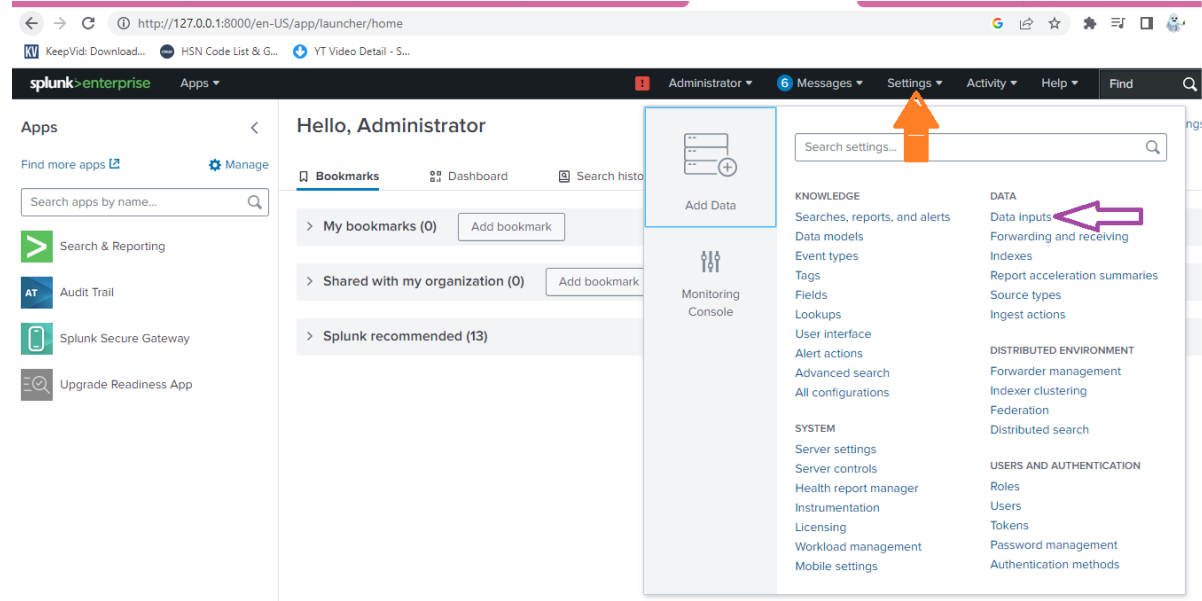 http://127.0.0.1:8000/en-US/app/launcher/home
KeepVid: Download... HSN Code List & G... YT Video Detail - S...
splunk>enterprise Apps Administrator 6 Messages Settings Activity Help Find
Apps
Find more apps Manage
Search apps by name...
Search & Reporting
AT Audit Trail
Splunk Secure Gateway
Upgrade Readiness App
Hello, Administrator
Bookmarks Dashboard Search histo
My bookmarks (0) Add bookmark
Shared with my organization (0) Add bookmark
Splunk recommended (13)
Add Data
Monitoring
Console
Search settings...
KNOWLEDGE
Searches, reports, and alerts
Data models
Event types
Tags
Fields
Lookups
User interface
Alert actions
Advanced search
All configurations
SYSTEM
Server settings
Server controls
Health report manager
Instrumentation
Licensing
Workload management
Mobile settings
DATA
Data inputs
Forwarding and receiving
Indexes
Report acceleration summaries
Source types
Ingest actions
DISTRIBUTED ENVIRONMENT
Forwarder management
Indexer clustering
Federation
Distributed search
USERS AND AUTHENTICATION
Roles
Users
Tokens
Password management
Authentication methods
ngs